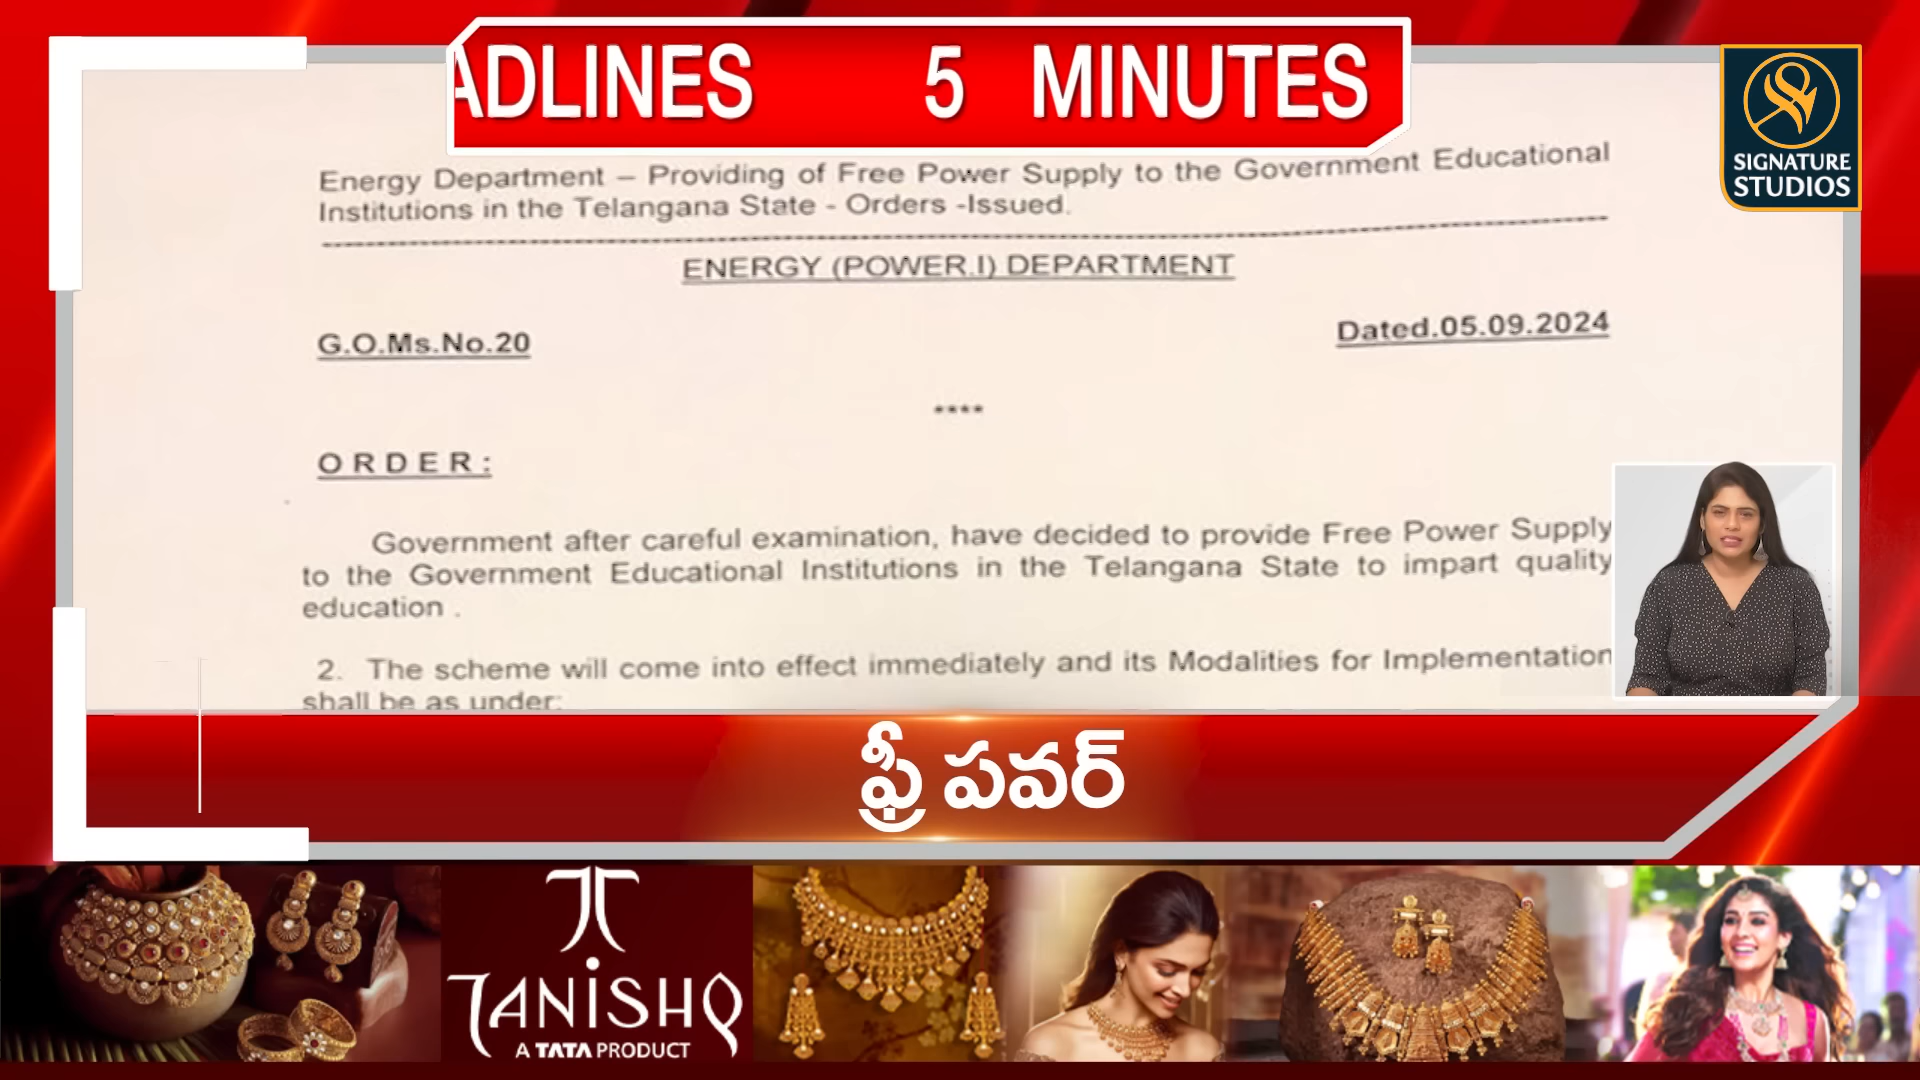 ADLINES 5 MINUTES
SIGNATURE
STUDIOS
Energy Department – Providing of Free Power Supply to the Government Educational
Institutions in the Telangana State - Orders -Issued.
ENERGY (POWER.I) DEPARTMENT
G.O.Ms.No.20 Dated.05.09.2024
****
O R D E R :
Government after careful examination, have decided to provide Free Power Supply
to the Government Educational Institutions in the Telangana State to impart quality
education .
2. The scheme will come into effect immediately and its Modalities for Implementation
shall be as under:
ఫ్రీ పవర్
TANiSHQ
A TATA PRODUCT